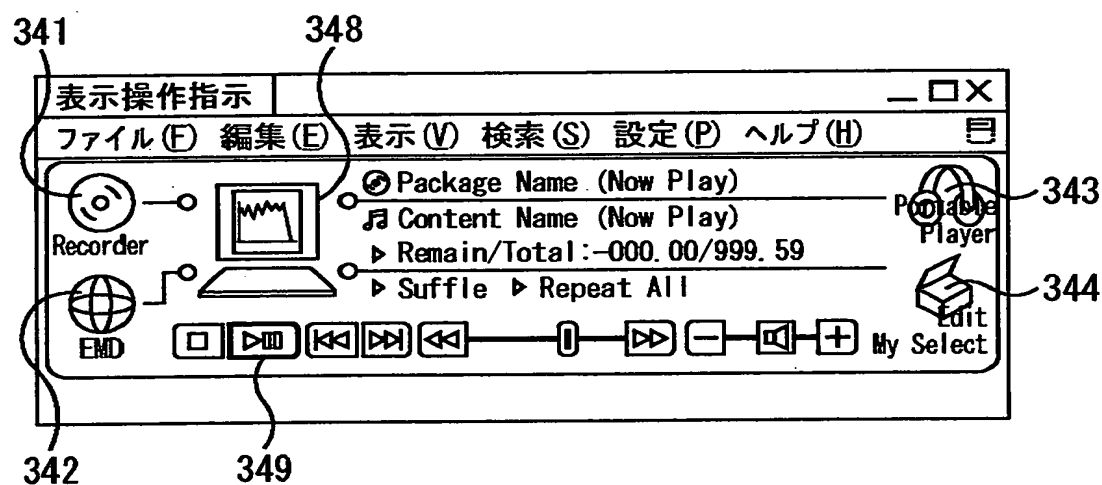 341
348
表示操作指示
ファイル(F) 編集(E) 表示(V) 検索(S) 設定(P) ヘルプ(H)
Package Name (Now Play)
343
Portable
Player
Recorder
Content Name (Now Play)
Remain/Total:-000.00/999.59
Suffle Repeat All
344
Edit
My Select
EMD
342
349